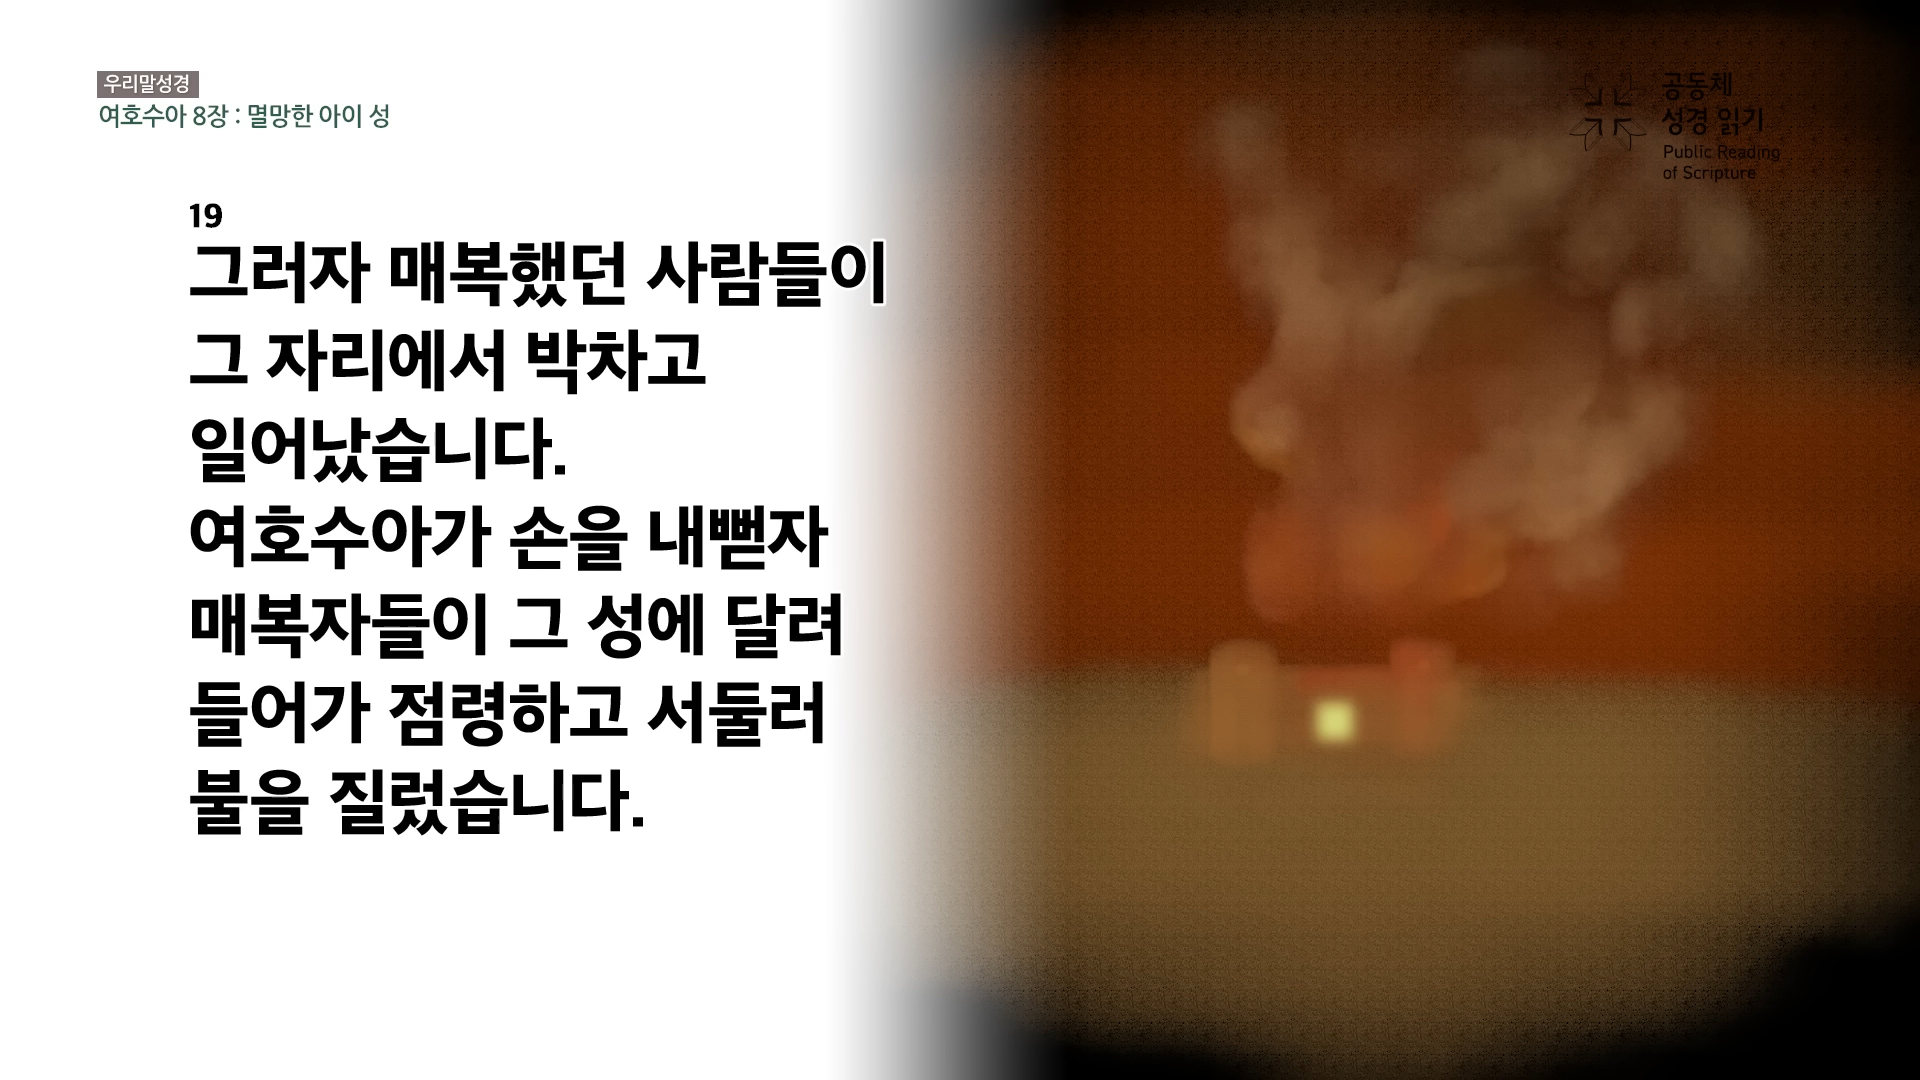 우리말성경
여호수아 8장 : 멸망한 아이 성
공동체
성경 읽기
Public Reading
of Scripture
19
그러자 매복했던 사람들이
그 자리에서 박차고
일어났습니다.
여호수아가 손을 내뻗자
매복자들이 그 성에 달려
들어가 점령하고 서둘러
불을 질렀습니다.